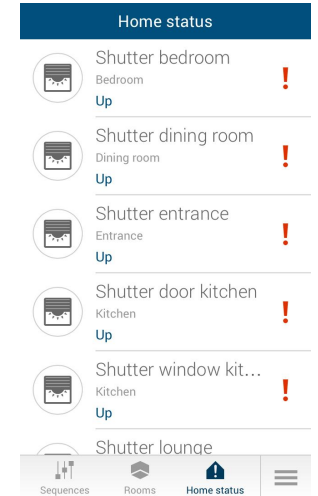 Home status
Shutter bedroom
Bedroom
Up
Shutter dining room
Dining room
Up
Shutter entrance
Entrance
Up
Shutter door kitchen
Kitchen
Up
Shutter window kit...
Kitchen
Up
Shutter lounge
Sequences
Rooms
Home status